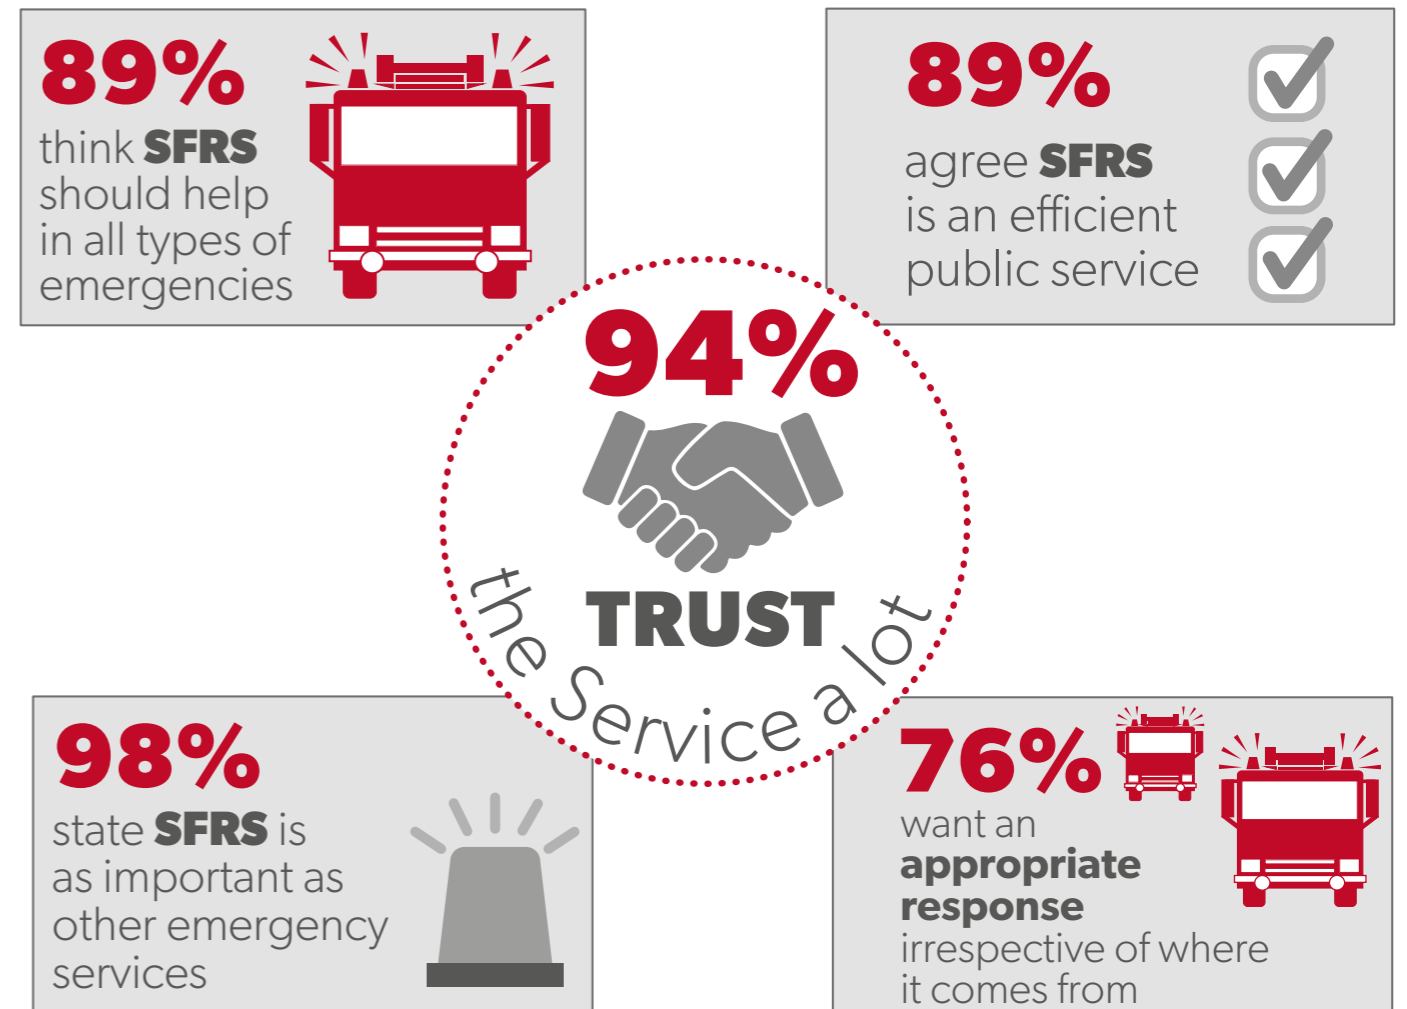 89%
think SFRS
should help
in all types of
emergencies
89%
agree SFRS
is an efficient
public service
94%
TRUST
the Service a lot
98%
state SFRS is
as important as
other emergency
services
76%
want an
appropriate
response
irrespective of where
it comes from